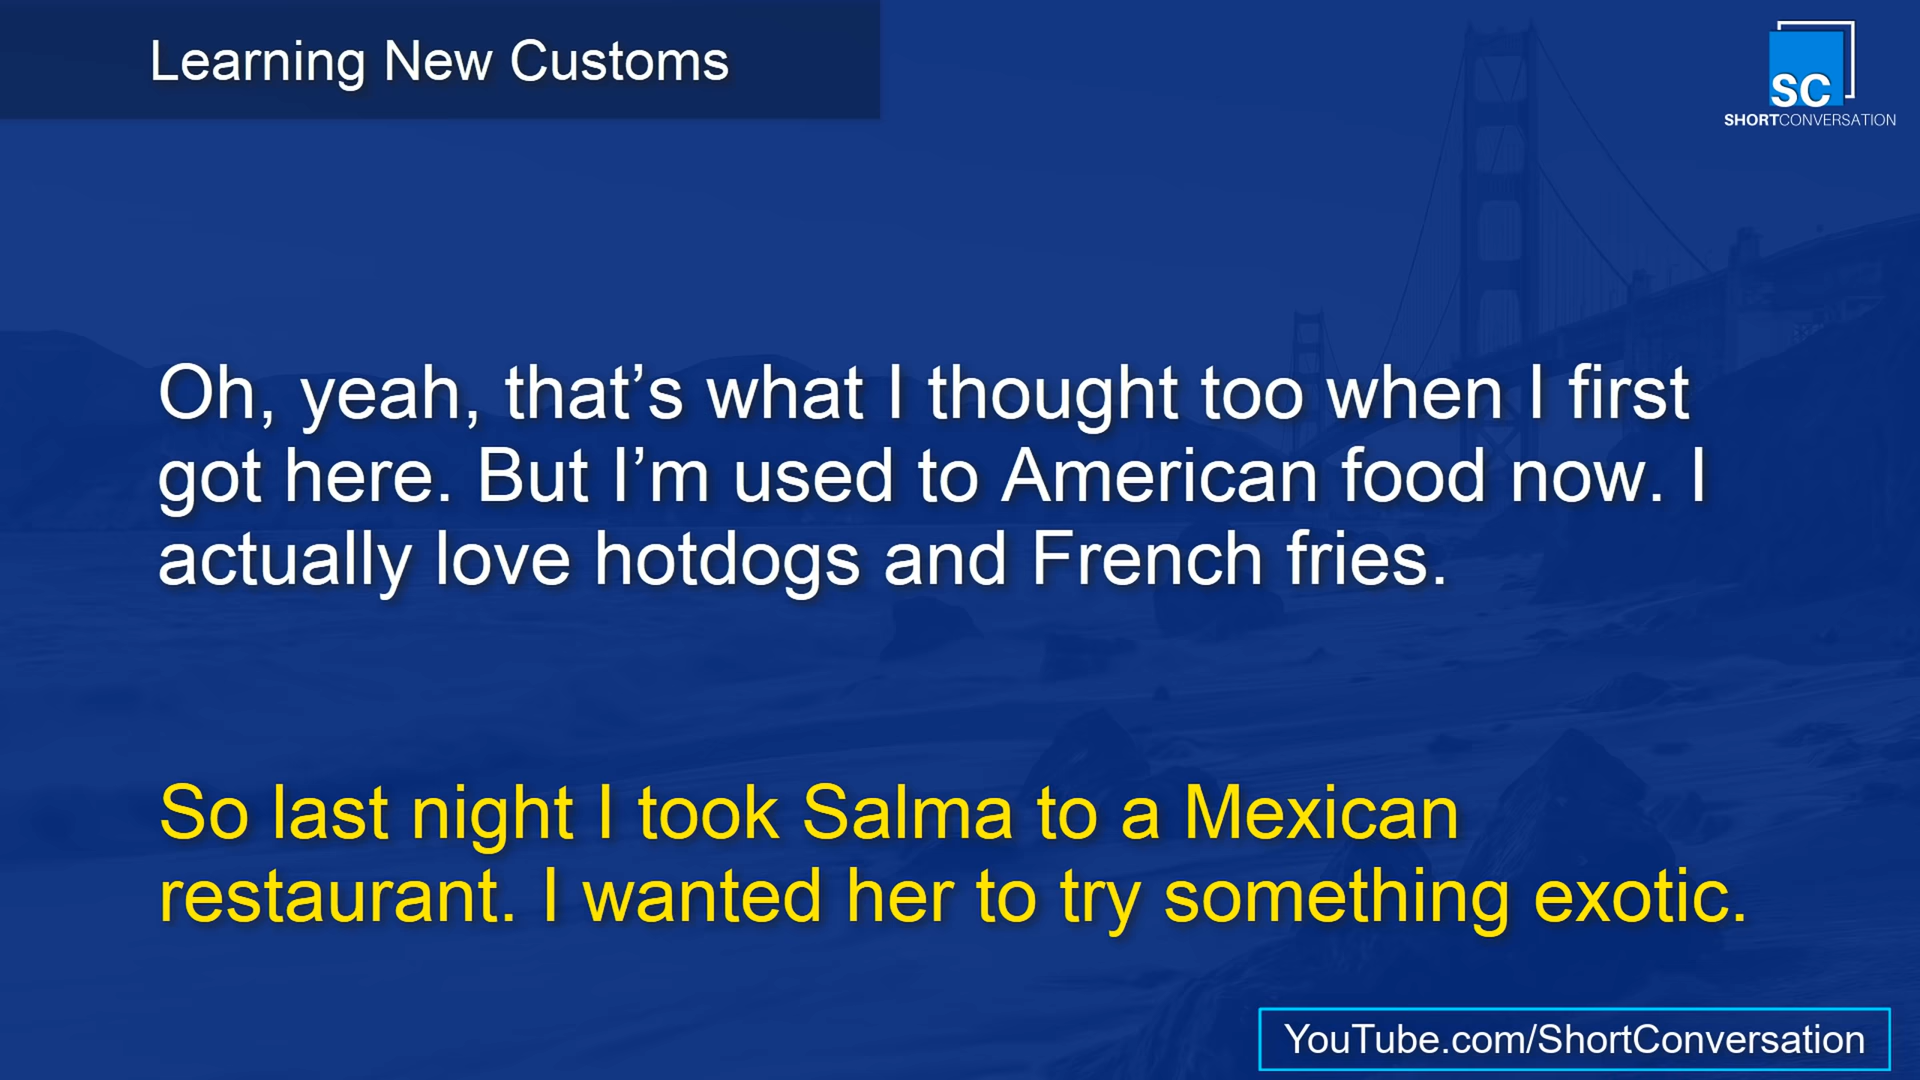 Learning New Customs
SC
SHORTCONVERSATION
Oh, yeah, that’s what I thought too when I first
got here. But I’m used to American food now. I
actually love hotdogs and French fries.
So last night I took Salma to a Mexican
restaurant. I wanted her to try something exotic.
YouTube.com/ShortConversation